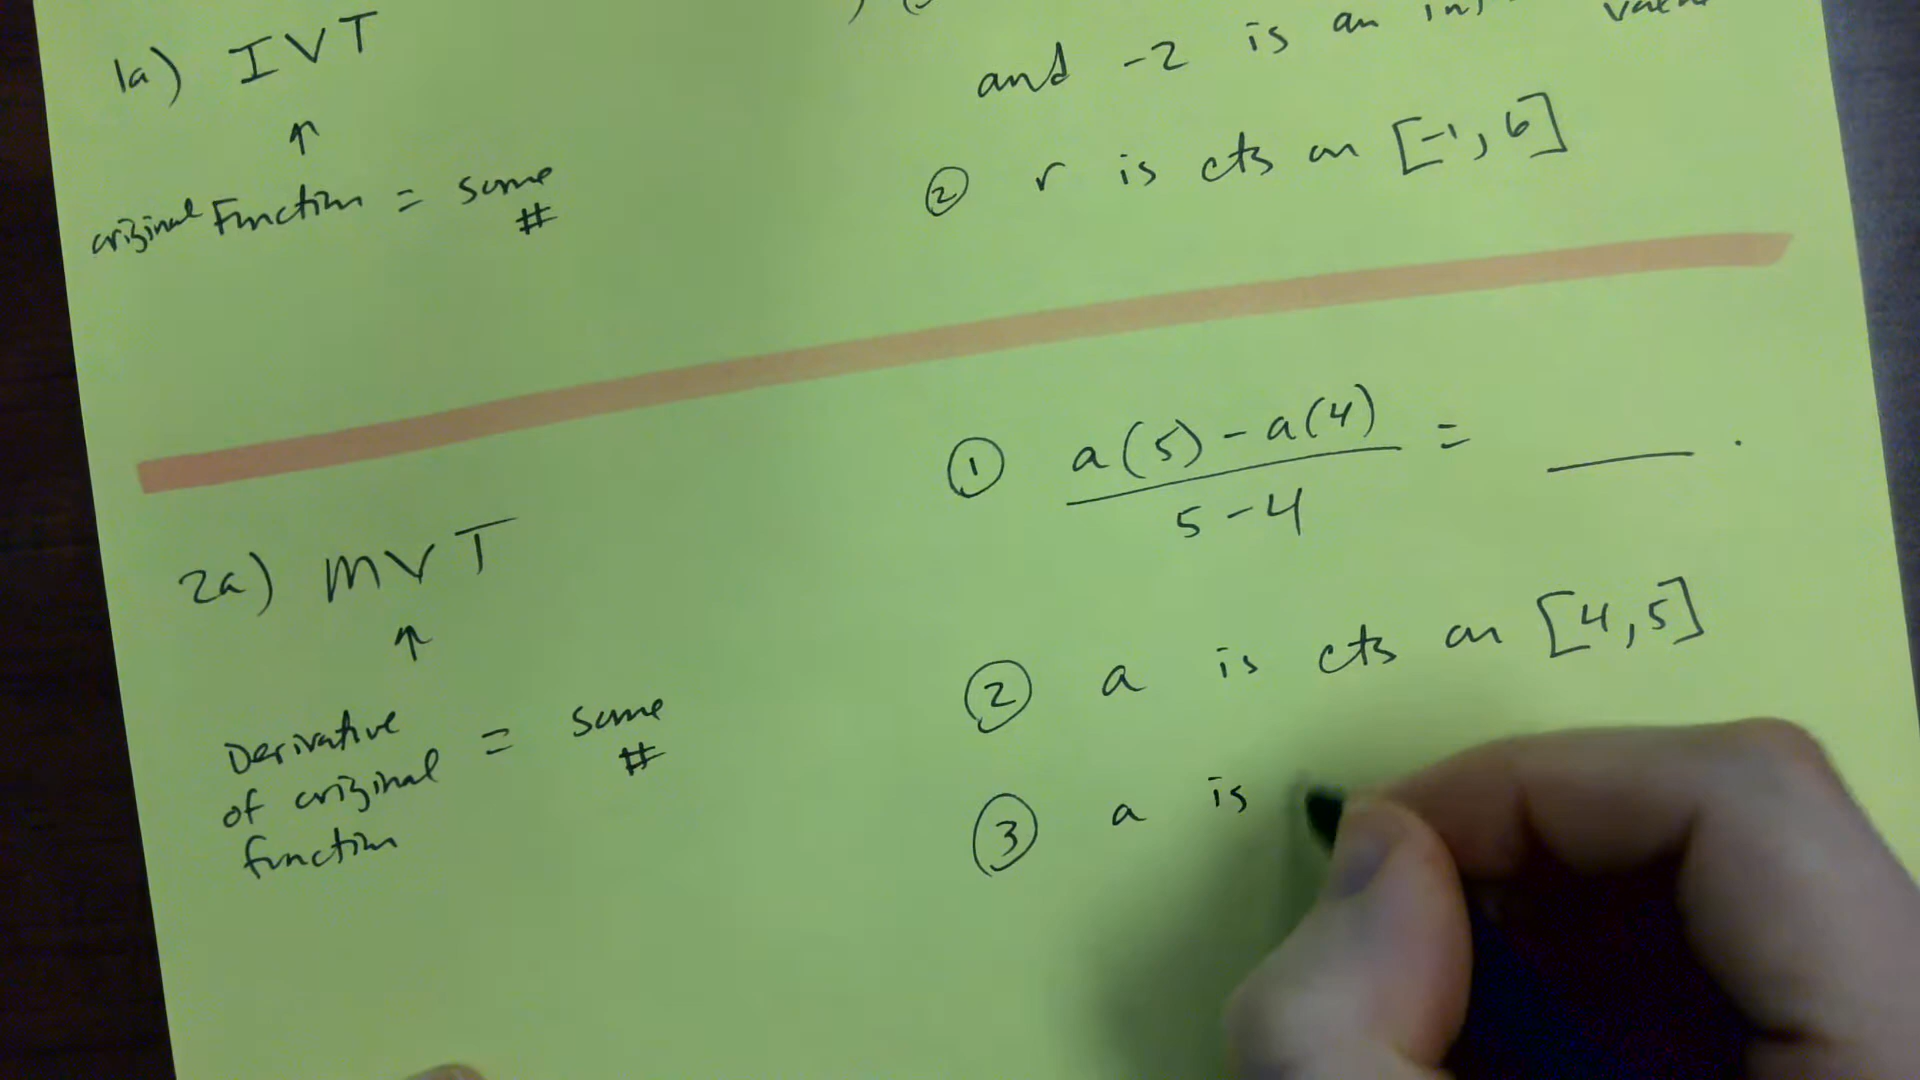 1a) IVT
↑
original Function = some
#
and -2 is an
② r is cts on [-1, 6]
2a) MVT
↑
Derivative
of original = some
function #
① a(5) - a(4) = ____ .
5 - 4
② a is cts on [4, 5]
③ a is